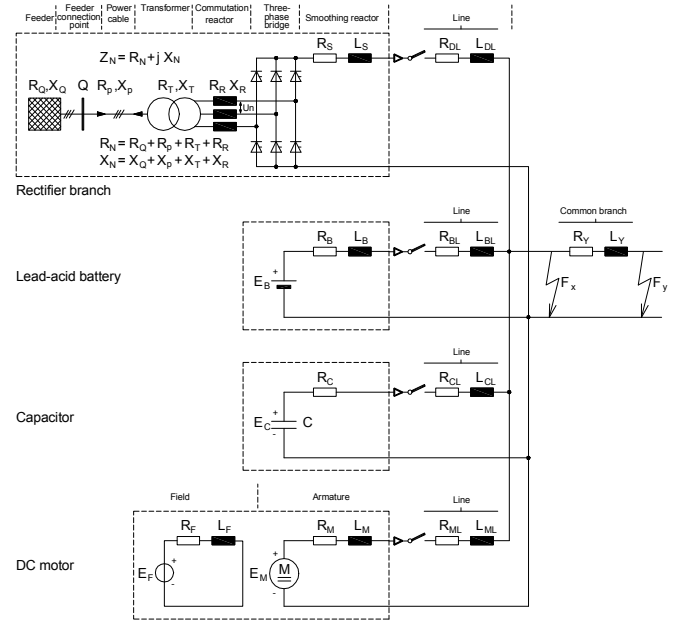 Feeder
Feeder connection point
Power cable
Transformer
Commutation reactor
Three-phase bridge
Smoothing reactor
Line
Z_N = R_N + j X_N
R_S
L_S
R_DL
L_DL
R_Q,X_Q
Q
R_p,X_p
R_T,X_T
R_R X_R
Un
R_N = R_Q + R_p + R_T + R_R
X_N = X_Q + X_p + X_T + X_R
Rectifier branch
Line
Common branch
R_B
L_B
R_BL
L_BL
R_Y
L_Y
Lead-acid battery
E_B
+
F_x
F_y
Line
R_C
R_CL
L_CL
Capacitor
E_C
+
-
C
Field
Armature
Line
R_F
L_F
R_M
L_M
R_ML
L_ML
DC motor
E_F
+
-
E_M
+
-
M